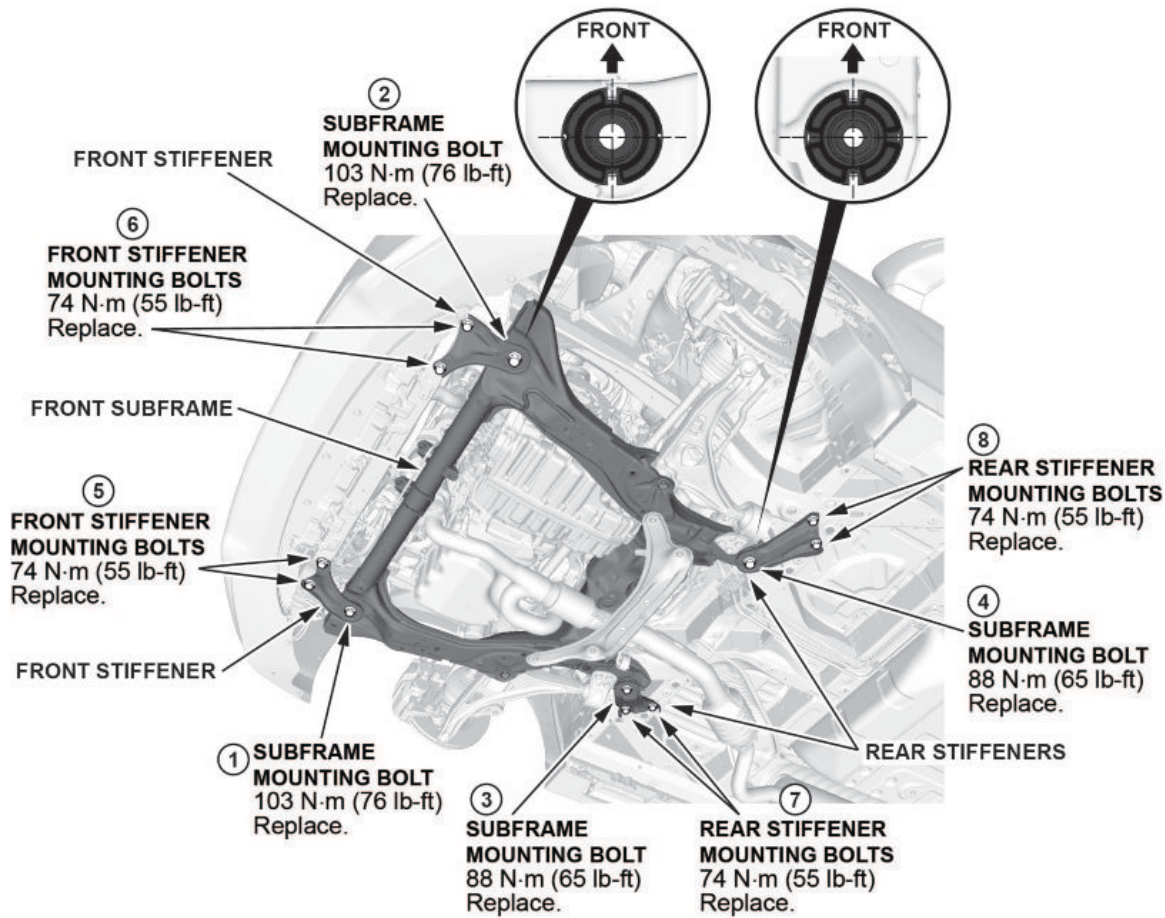 FRONT
FRONT
2
SUBFRAME
MOUNTING BOLT
103 N·m (76 lb-ft)
Replace.
FRONT STIFFENER
6
FRONT STIFFENER
MOUNTING BOLTS
74 N·m (55 lb-ft)
Replace.
FRONT SUBFRAME
5
FRONT STIFFENER
MOUNTING BOLTS
74 N·m (55 lb-ft)
Replace.
FRONT STIFFENER
1 SUBFRAME
MOUNTING BOLT
103 N·m (76 lb-ft)
Replace.
3
SUBFRAME
MOUNTING BOLT
88 N·m (65 lb-ft)
Replace.
7
REAR STIFFENER
MOUNTING BOLTS
74 N·m (55 lb-ft)
Replace.
8
REAR STIFFENER
MOUNTING BOLTS
74 N·m (55 lb-ft)
Replace.
4
SUBFRAME
MOUNTING BOLT
88 N·m (65 lb-ft)
Replace.
REAR STIFFENERS